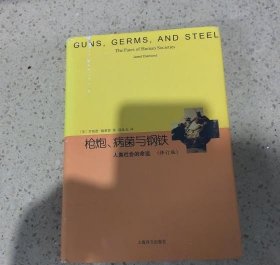 GUNS, GERMS, AND STEEL
The Fates of Human Societies
枪炮、病菌与钢铁
人类社会的命运 (修订版)
上海译文出版社